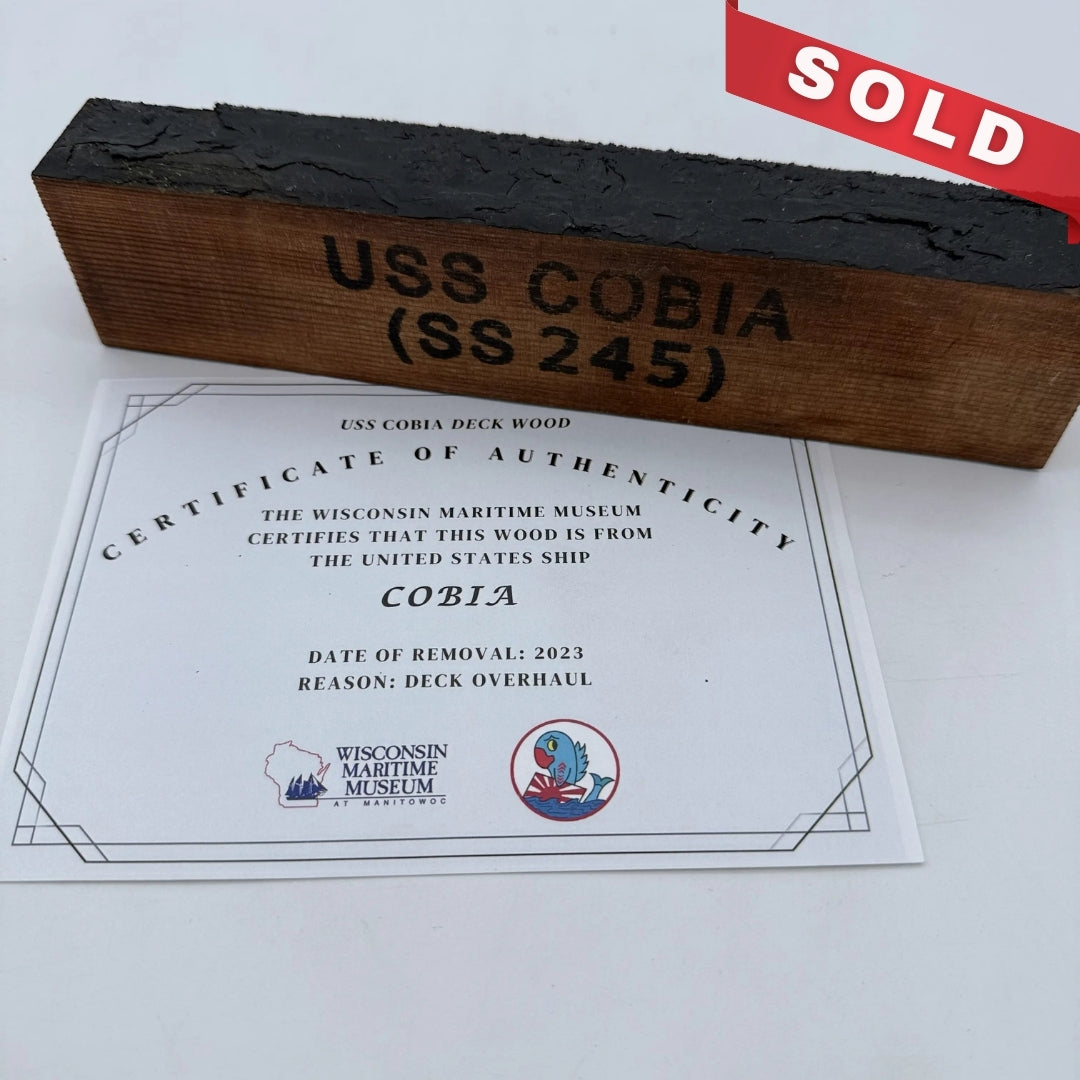 SOLD
USS COBIA
(SS 245)
USS COBIA DECK WOOD
CERTIFICATE OF AUTHENTICITY
THE WISCONSIN MARITIME MUSEUM
CERTIFIES THAT THIS WOOD IS FROM
THE UNITED STATES SHIP
COBIA
DATE OF REMOVAL: 2023
REASON: DECK OVERHAUL
WISCONSIN
MARITIME
MUSEUM
AT MANITOWOC